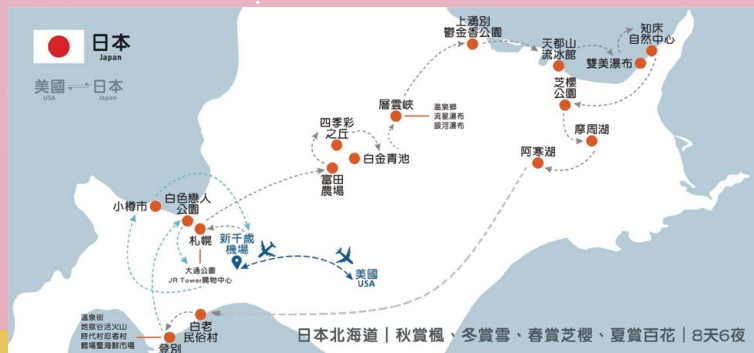 日本
Japan
美國
USA
日本
Japan
上湧別
鬱金香公園
天都山
流冰館
知床
自然中心
雙美瀑布
芝櫻
公園
摩周湖
阿寒湖
層雲峽
溫泉鄉
流星瀑布
銀河瀑布
四季彩
之丘
白金青池
富田
農場
小樽市
白色戀人
公園
札幌
大通公園
JR Tower購物中心
新千歲
機場
美國
USA
白老
民俗村
溫泉街
地獄谷活火山
時代村忍者村
鱈場蟹海鮮市場
登別
日本北海道｜秋賞楓、冬賞雪、春賞芝櫻、夏賞百花｜8天6夜